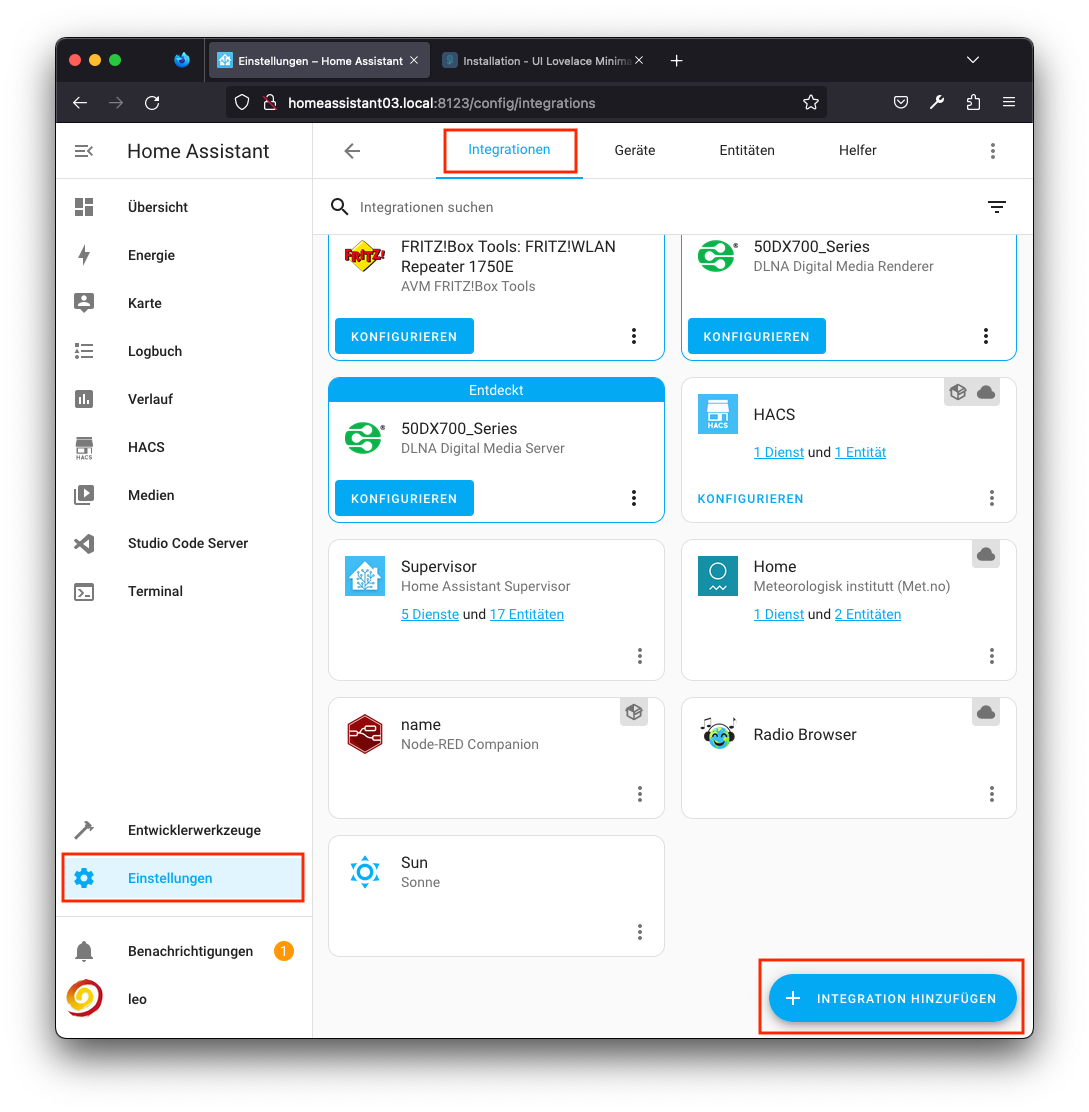 Einstellungen – Home Assistant
Installation - UI Lovelace Minima
homeassistant03.local:8123/config/integrations
Home Assistant
Integrationen
Geräte
Entitäten
Helfer
Integrationen suchen
Übersicht
Energie
Karte
Logbuch
Verlauf
HACS
Medien
Studio Code Server
Terminal
Entwicklerwerkzeuge
Einstellungen
Benachrichtigungen 1
leo
FRITZ!
FRITZ!Box Tools: FRITZ!WLAN
Repeater 1750E
AVM FRITZ!Box Tools
KONFIGURIEREN
50DX700_Series
DLNA Digital Media Renderer
KONFIGURIEREN
Entdeckt
50DX700_Series
DLNA Digital Media Server
KONFIGURIEREN
HACS
HACS
1 Dienst und 1 Entität
KONFIGURIEREN
Supervisor
Home Assistant Supervisor
5 Dienste und 17 Entitäten
Home
Meteorologisk institutt (Met.no)
1 Dienst und 2 Entitäten
name
Node-RED Companion
Radio Browser
Sun
Sonne
INTEGRATION HINZUFÜGEN